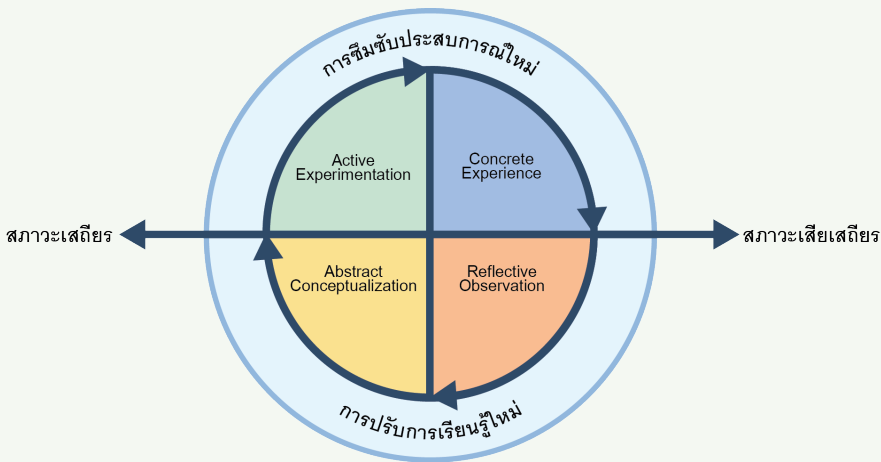 การซึมซับประสบการณ์ใหม่
Active
Experimentation
Concrete
Experience
สภาวะเสถียร
สภาวะเสียเสถียร
Abstract
Conceptualization
Reflective
Observation
การปรับการเรียนรู้ใหม่